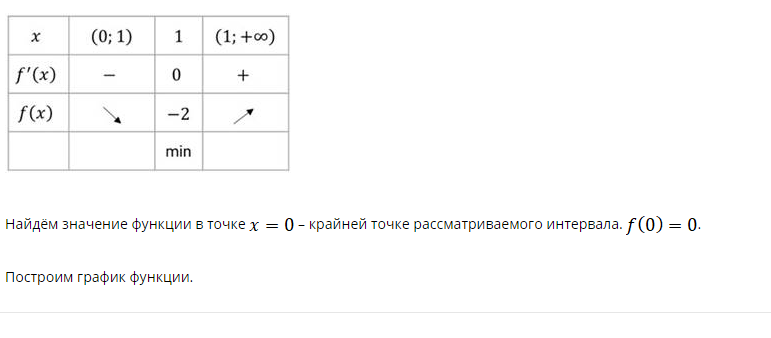 x (0; 1) 1 (1; +∞)
f′(x) − 0 +
f(x) ↘ −2 ↗
min
Найдём значение функции в точке x = 0 – крайней точке рассматриваемого интервала. f(0) = 0.
Построим график функции.